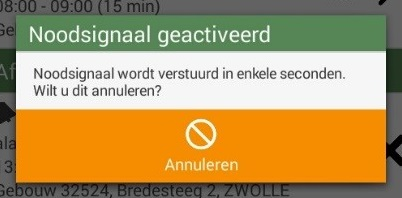 08:00 - 09:00 (15 min)
Noodsignaal geactiveerd
Noodsignaal wordt verstuurd in enkele seconden.
Wilt u dit annuleren?
Annuleren
Gebouw 32524, Bredesteeg 2, ZWOLLE